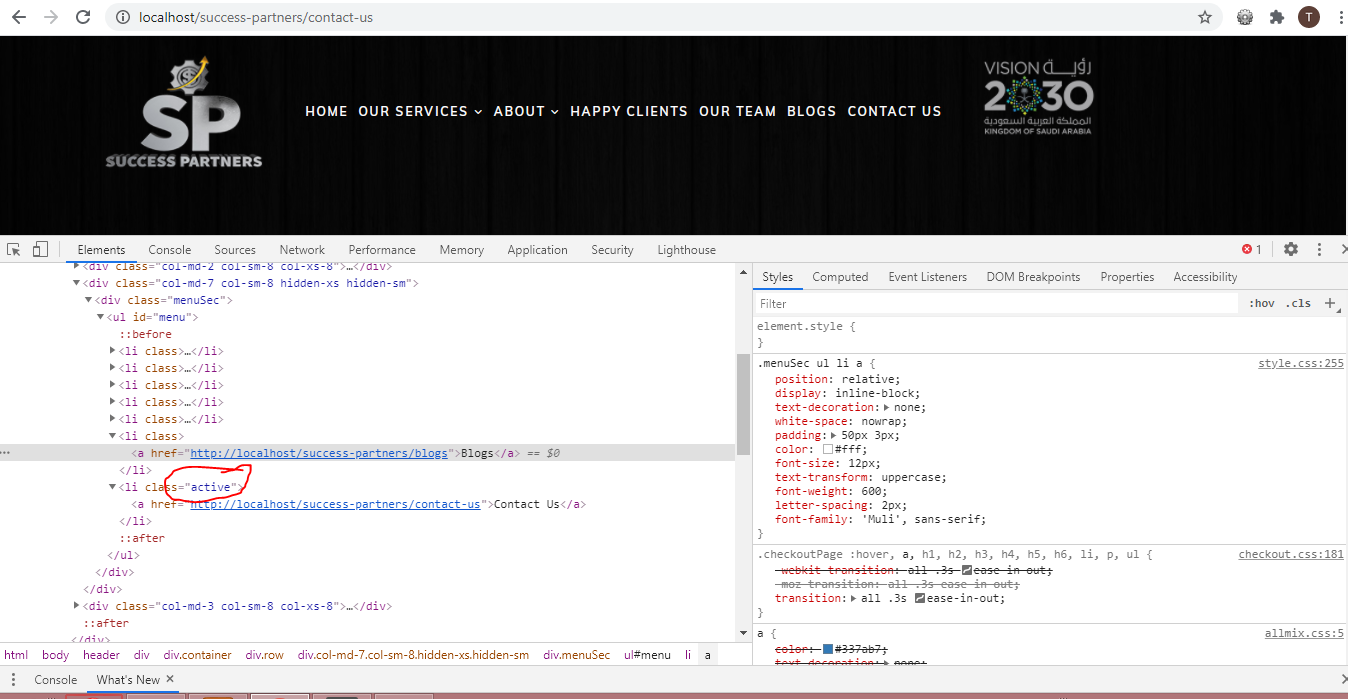 localhost/success-partners/contact-us
T
SP
SUCCESS PARTNERS
HOME OUR SERVICES ABOUT HAPPY CLIENTS OUR TEAM BLOGS CONTACT US
VISION رؤيــة
2030
المملكة العربية السعودية
KINGDOM OF SAUDI ARABIA
Elements Console Sources Network Performance Memory Application Security Lighthouse 1
<div class="col-md-2 col-sm-8 col-xs-8">…</div>
<div class="col-md-7 col-sm-8 hidden-xs hidden-sm">
<div class="menuSec">
<ul id="menu">
::before
<li class>…</li>
<li class>…</li>
<li class>…</li>
<li class>…</li>
<li class>…</li>
<li class>
<a href="http://localhost/success-partners/blogs">Blogs</a> == $0
</li>
<li class="active">
<a href="http://localhost/success-partners/contact-us">Contact Us</a>
</li>
::after
</ul>
</div>
</div>
<div class="col-md-3 col-sm-8 col-xs-8">…</div>
::after
</div>
html body header div div.container div.row div.col-md-7.col-sm-8.hidden-xs.hidden-sm div.menuSec ul#menu li a
Styles Computed Event Listeners DOM Breakpoints Properties Accessibility
Filter :hov .cls
element.style {
}
.menuSec ul li a { style.css:255
position: relative;
display: inline-block;
text-decoration: none;
white-space: nowrap;
padding: 50px 3px;
color: #fff;
font-size: 12px;
text-transform: uppercase;
font-weight: 600;
letter-spacing: 2px;
font-family: 'Muli', sans-serif;
}
.checkoutPage :hover, a, h1, h2, h3, h4, h5, h6, li, p, ul { checkout.css:181
-webkit-transition: all .3s ease-in-out;
-moz-transition: all .3s ease-in-out;
transition: all .3s ease-in-out;
}
a { allmix.css:5
color: #337ab7;
text-decoration: none;
Console What's New